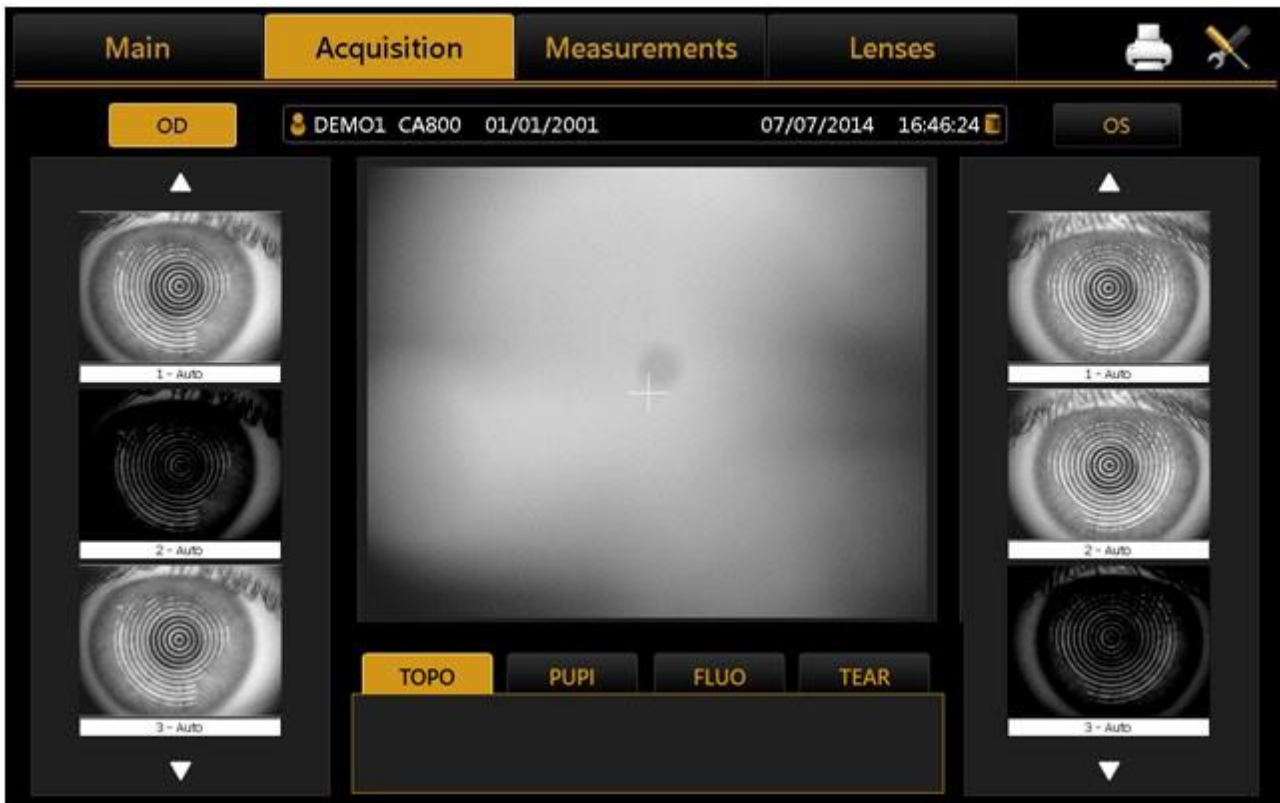 Main Acquisition Measurements Lenses
OD DEMO1 CA800 01/01/2001 07/07/2014 16:46:24 OS
1 - Auto
2 - Auto
3 - Auto
TOPO PUPI FLUO TEAR
1 - Auto
2 - Auto
3 - Auto